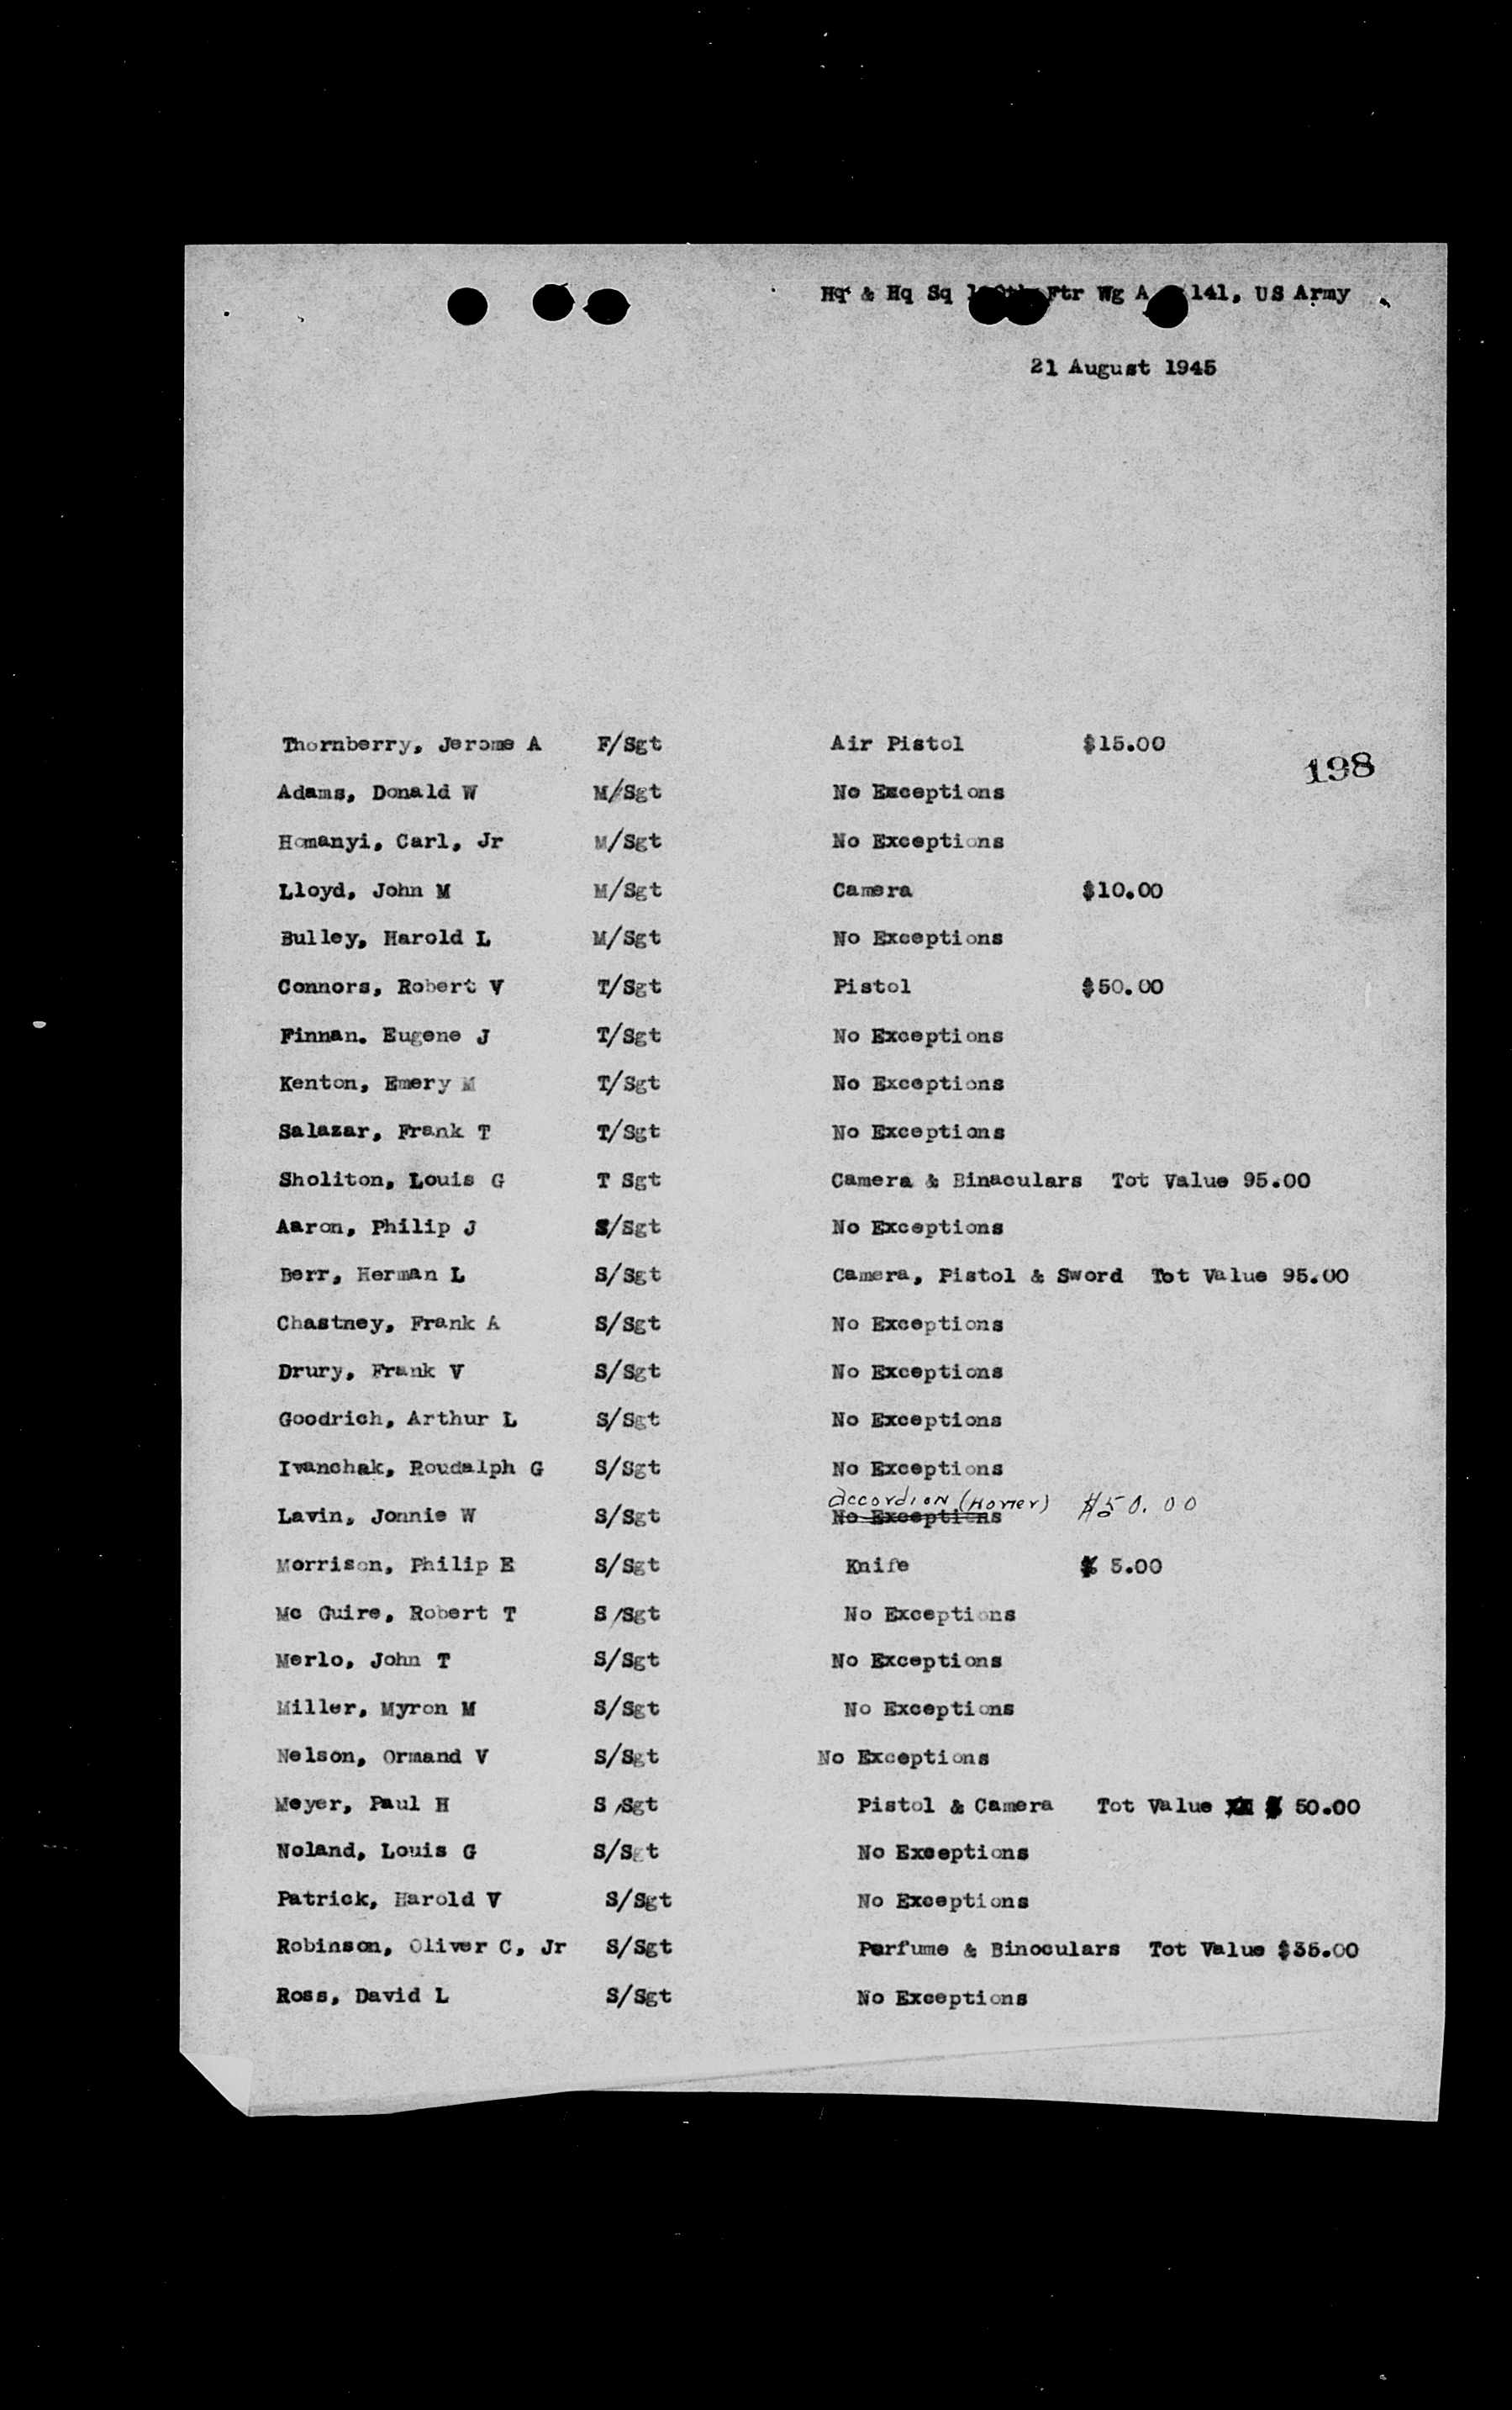 Hq & Hq Sq Ftr Wg 141, US Army
21 August 1945
Thornberry, Jerome A F/Sgt Air Pistol $15.00
198
Adams, Donald W M/Sgt No Exceptions
Homanyi, Carl, Jr M/Sgt No Exceptions
Lloyd, John M M/Sgt Camera $10.00
Bulley, Harold L M/Sgt No Exceptions
Connors, Robert V T/Sgt Pistol $50.00
Finnan. Eugene J T/Sgt No Exceptions
Kenton, Emery M T/Sgt No Exceptions
Salazar, Frank T T/Sgt No Exceptions
Sholiton, Louis G T Sgt Camera & Binaculars Tot Value 95.00
Aaron, Philip J S/Sgt No Exceptions
Berr, Herman L S/Sgt Camera, Pistol & Sword Tot Value 95.00
Chastney, Frank A S/Sgt No Exceptions
Drury, Frank V S/Sgt No Exceptions
Goodrich, Arthur L S/Sgt No Exceptions
Ivanchak, Roudalph G S/Sgt No Exceptions
accordion (Honer) $50.00
Lavin, Jonnie W S/Sgt No Exceptions
Morrison, Philip E S/Sgt Knife $ 5.00
Mc Guire, Robert T S/Sgt No Exceptions
Merlo, John T S/Sgt No Exceptions
Miller, Myron M S/Sgt No Exceptions
Nelson, Ormand V S/Sgt No Exceptions
Meyer, Paul H S/Sgt Pistol & Camera Tot Value $ 50.00
Noland, Louis G S/Sgt No Exceptions
Patrick, Harold V S/Sgt No Exceptions
Robinson, Oliver C, Jr S/Sgt Perfume & Binoculars Tot Value $35.00
Ross, David L S/Sgt No Exceptions